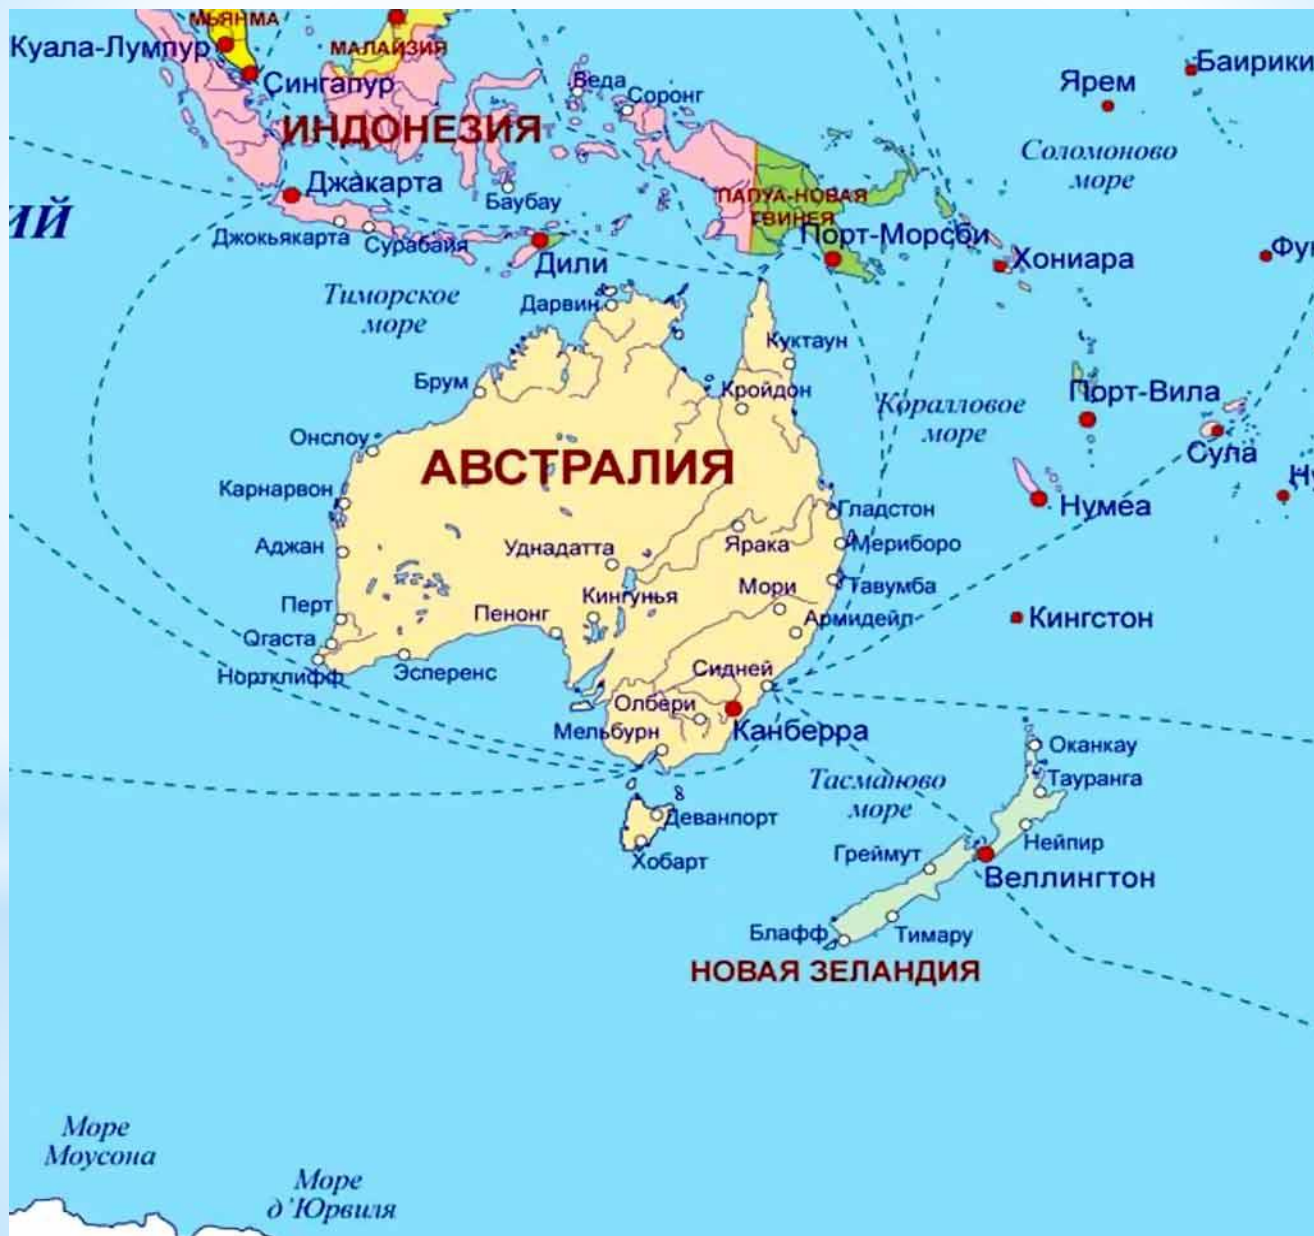 МЬЯНМА
Куала-Лумпур
МАЛАЙЗИЯ
Сингапур
Веда
Соронг
Ярем
Баирики
ИНДОНЕЗИЯ
Соломоново
море
Джакарта
Баубау
ПАПУА-НОВАЯ
ГВИНЕЯ
ИЙ
Джокьякарта
Сурабайя
Дили
Порт-Морсби
Хониара
Фу
Тиморское
море
Дарвин
Куктаун
Брум
Кройдон
Коралловое
море
Порт-Вила
Онслоу
АВСТРАЛИЯ
Сула
Карнарвон
Гладстон
Нумеа
Аджан
Уднадатта
Ярака
Мериборо
Перт
Пенонг
Кингунья
Мори
Тавумба
Армидейл
Кингстон
Огаста
Нортклифф
Эсперенс
Сидней
Олбери
Мельбурн
Канберра
Оканкау
Тасманово
море
Тауранга
Деванпорт
Нейпир
Хобарт
Греймут
Веллингтон
Блафф
Тимару
НОВАЯ ЗЕЛАНДИЯ
Море
Моусона
Море
д'Юрвиля